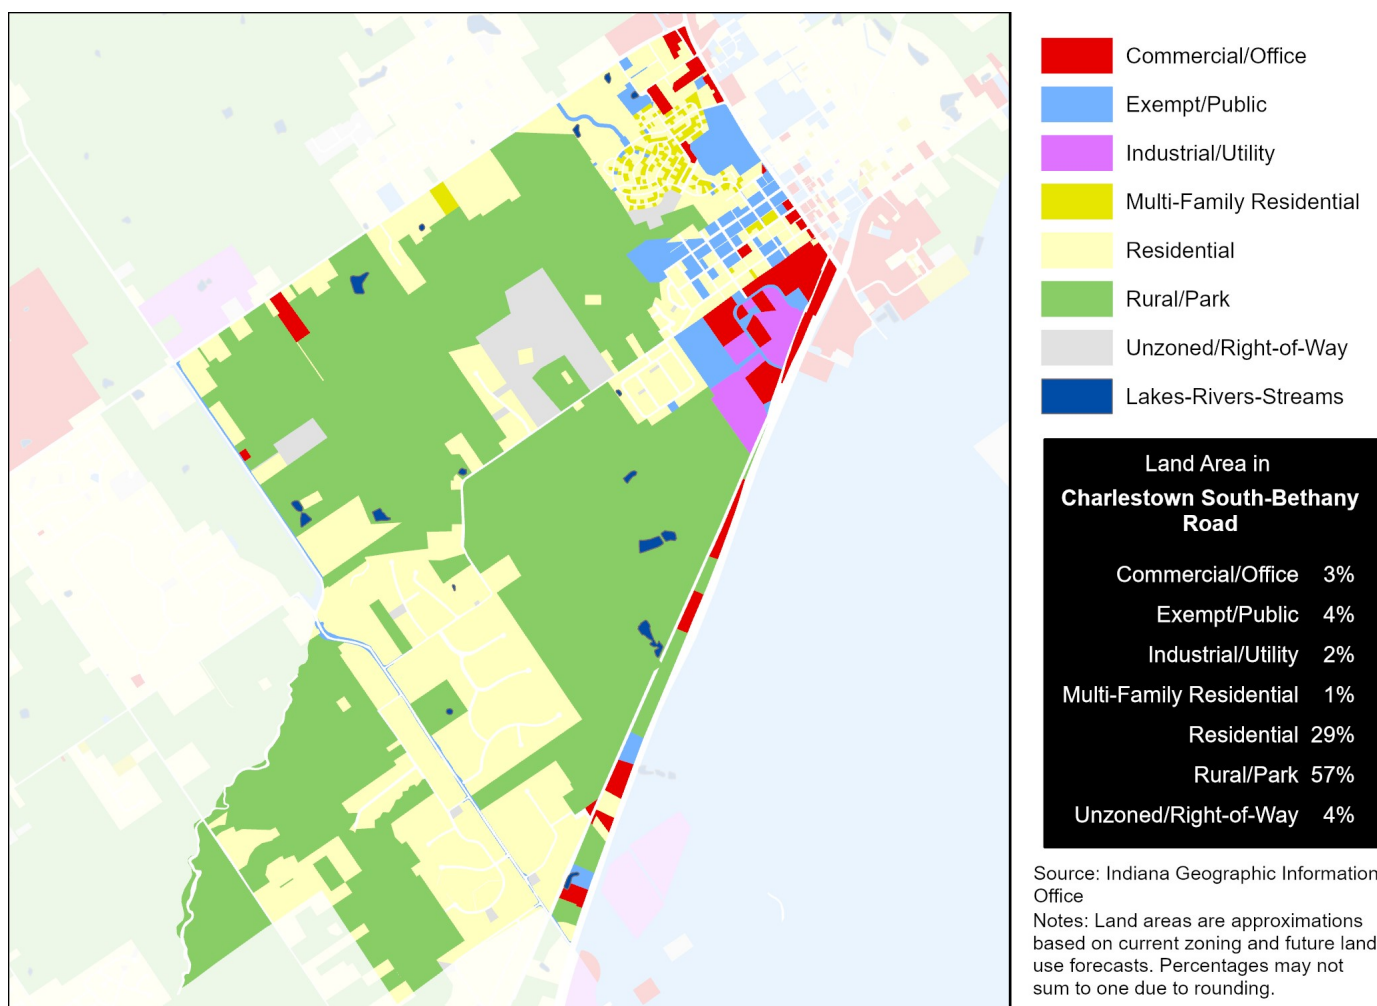 Commercial/Office
Exempt/Public
Industrial/Utility
Multi-Family Residential
Residential
Rural/Park
Unzoned/Right-of-Way
Lakes-Rivers-Streams
Land Area in
Charlestown South-Bethany
Road
Commercial/Office 3%
Exempt/Public 4%
Industrial/Utility 2%
Multi-Family Residential 1%
Residential 29%
Rural/Park 57%
Unzoned/Right-of-Way 4%
Source: Indiana Geographic Information
Office
Notes: Land areas are approximations
based on current zoning and future land
use forecasts. Percentages may not
sum to one due to rounding.